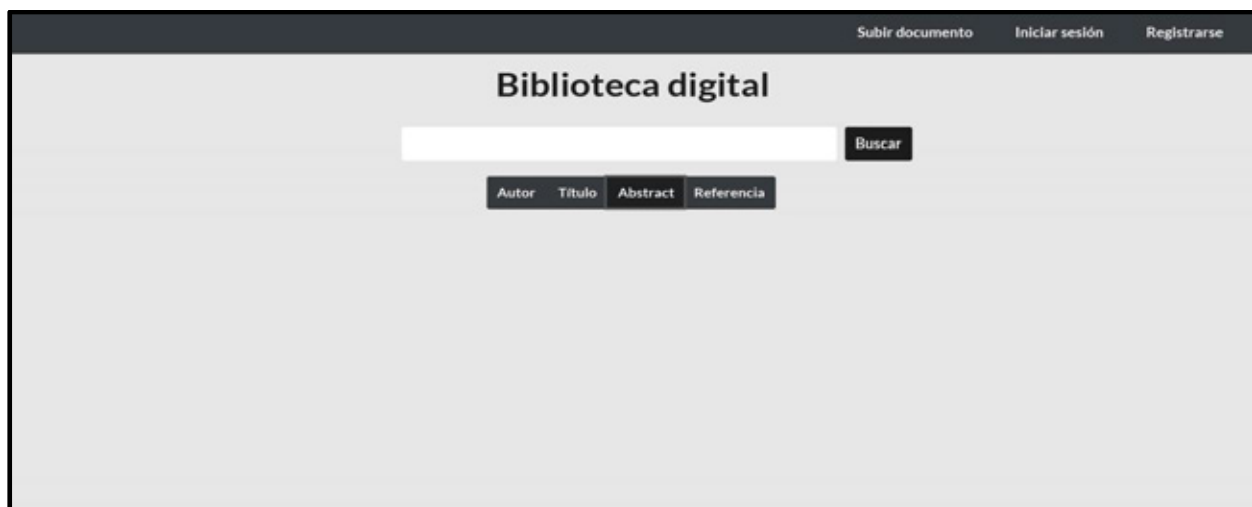 Subir documento Iniciar sesión Registrarse
Biblioteca digital
Buscar
Autor Título Abstract Referencia